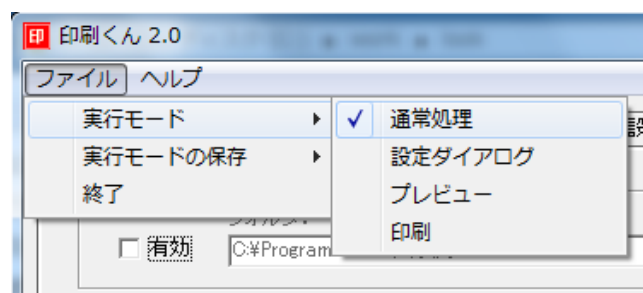 印 印刷くん 2.0
ファイル ヘルプ
実行モード
実行モードの保存
終了
通常処理
設定ダイアログ
プレビュー
印刷
有効
C:¥Program